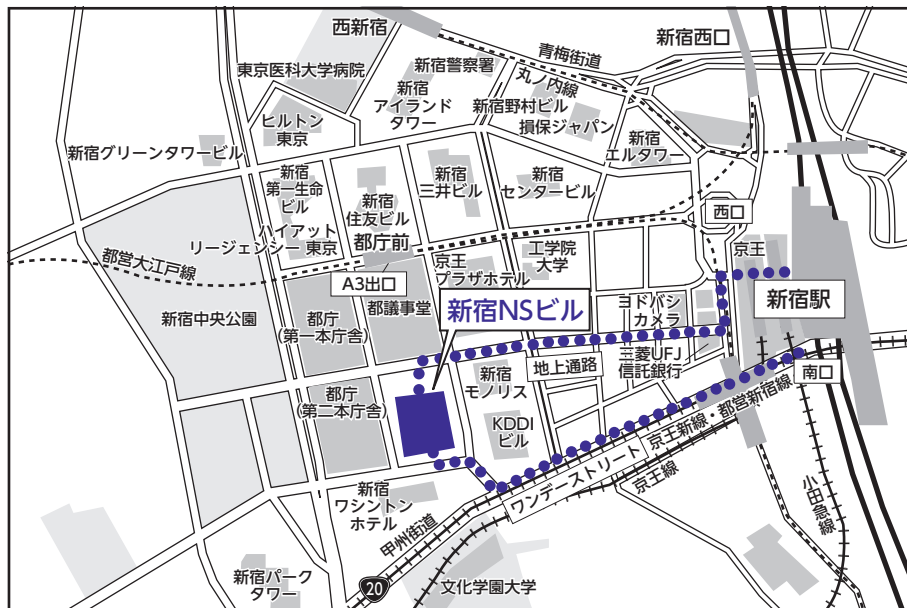 西新宿
新宿西口
青梅街道
新宿警察署
丸ノ内線
東京医科大学病院
新宿
アイランド
タワー
新宿野村ビル
損保ジャパン
ヒルトン
東京
新宿
エルタワー
新宿グリーンタワービル
新宿
第一生命
ビル
新宿
住友ビル
新宿
三井ビル
新宿
センタービル
西口
ハイアット
リージェンシー 東京
都庁前
京王
プラザホテル
工学院
大学
京王
都営大江戸線
A3出口
新宿駅
新宿中央公園
都庁
(第一本庁舎)
都議事堂
新宿NSビル
ヨドバシ
カメラ
三菱UFJ
信託銀行
地上通路
南口
新宿
モノリス
都庁
(第二本庁舎)
KDDI
ビル
京王新線・都営新宿線
ワンデーストリート
京王線
小田急線
新宿
ワシントン
ホテル
甲州街道
20
新宿パーク
タワー
文化学園大学